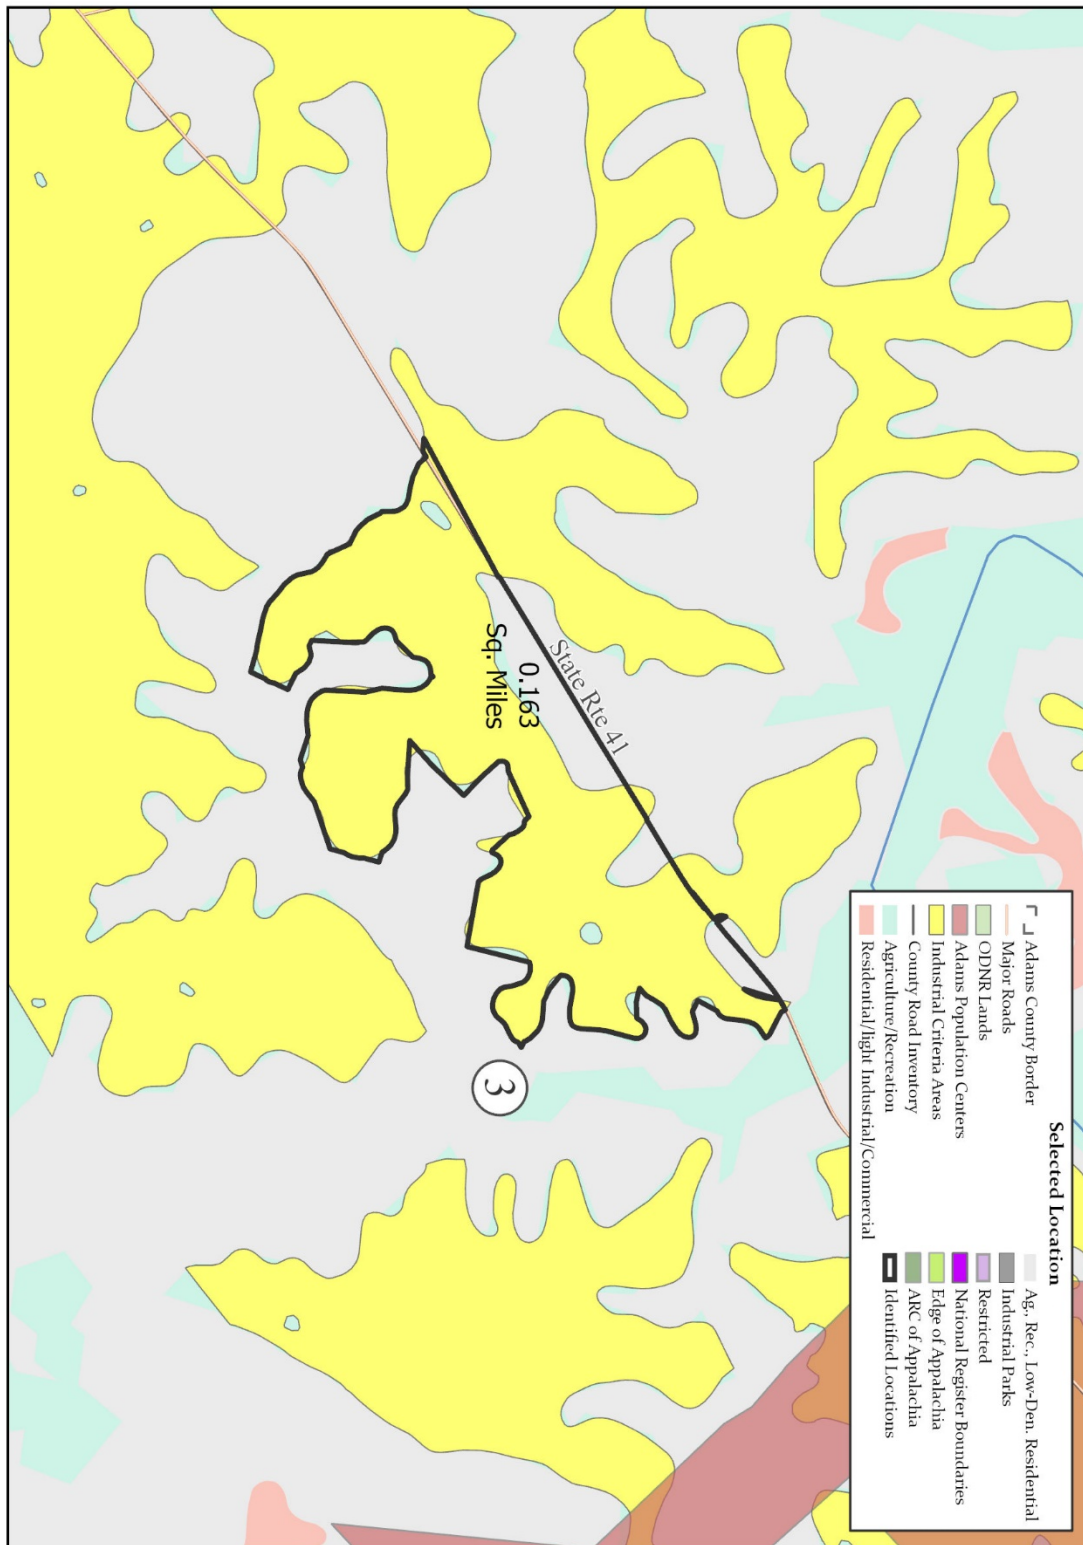 Selected Location
Adams County Border
Major Roads
ODNR Lands
Adams Population Centers
Industrial Criteria Areas
County Road Inventory
Agriculture/Recreation
Residential/light Industrial/Commercial
Ag., Rec., Low-Den. Residential
Industrial Parks
Restricted
National Register Boundaries
Edge of Appalachia
ARC of Appalachia
Identified Locations
State Rte 41
0.163
Sq. Miles
3